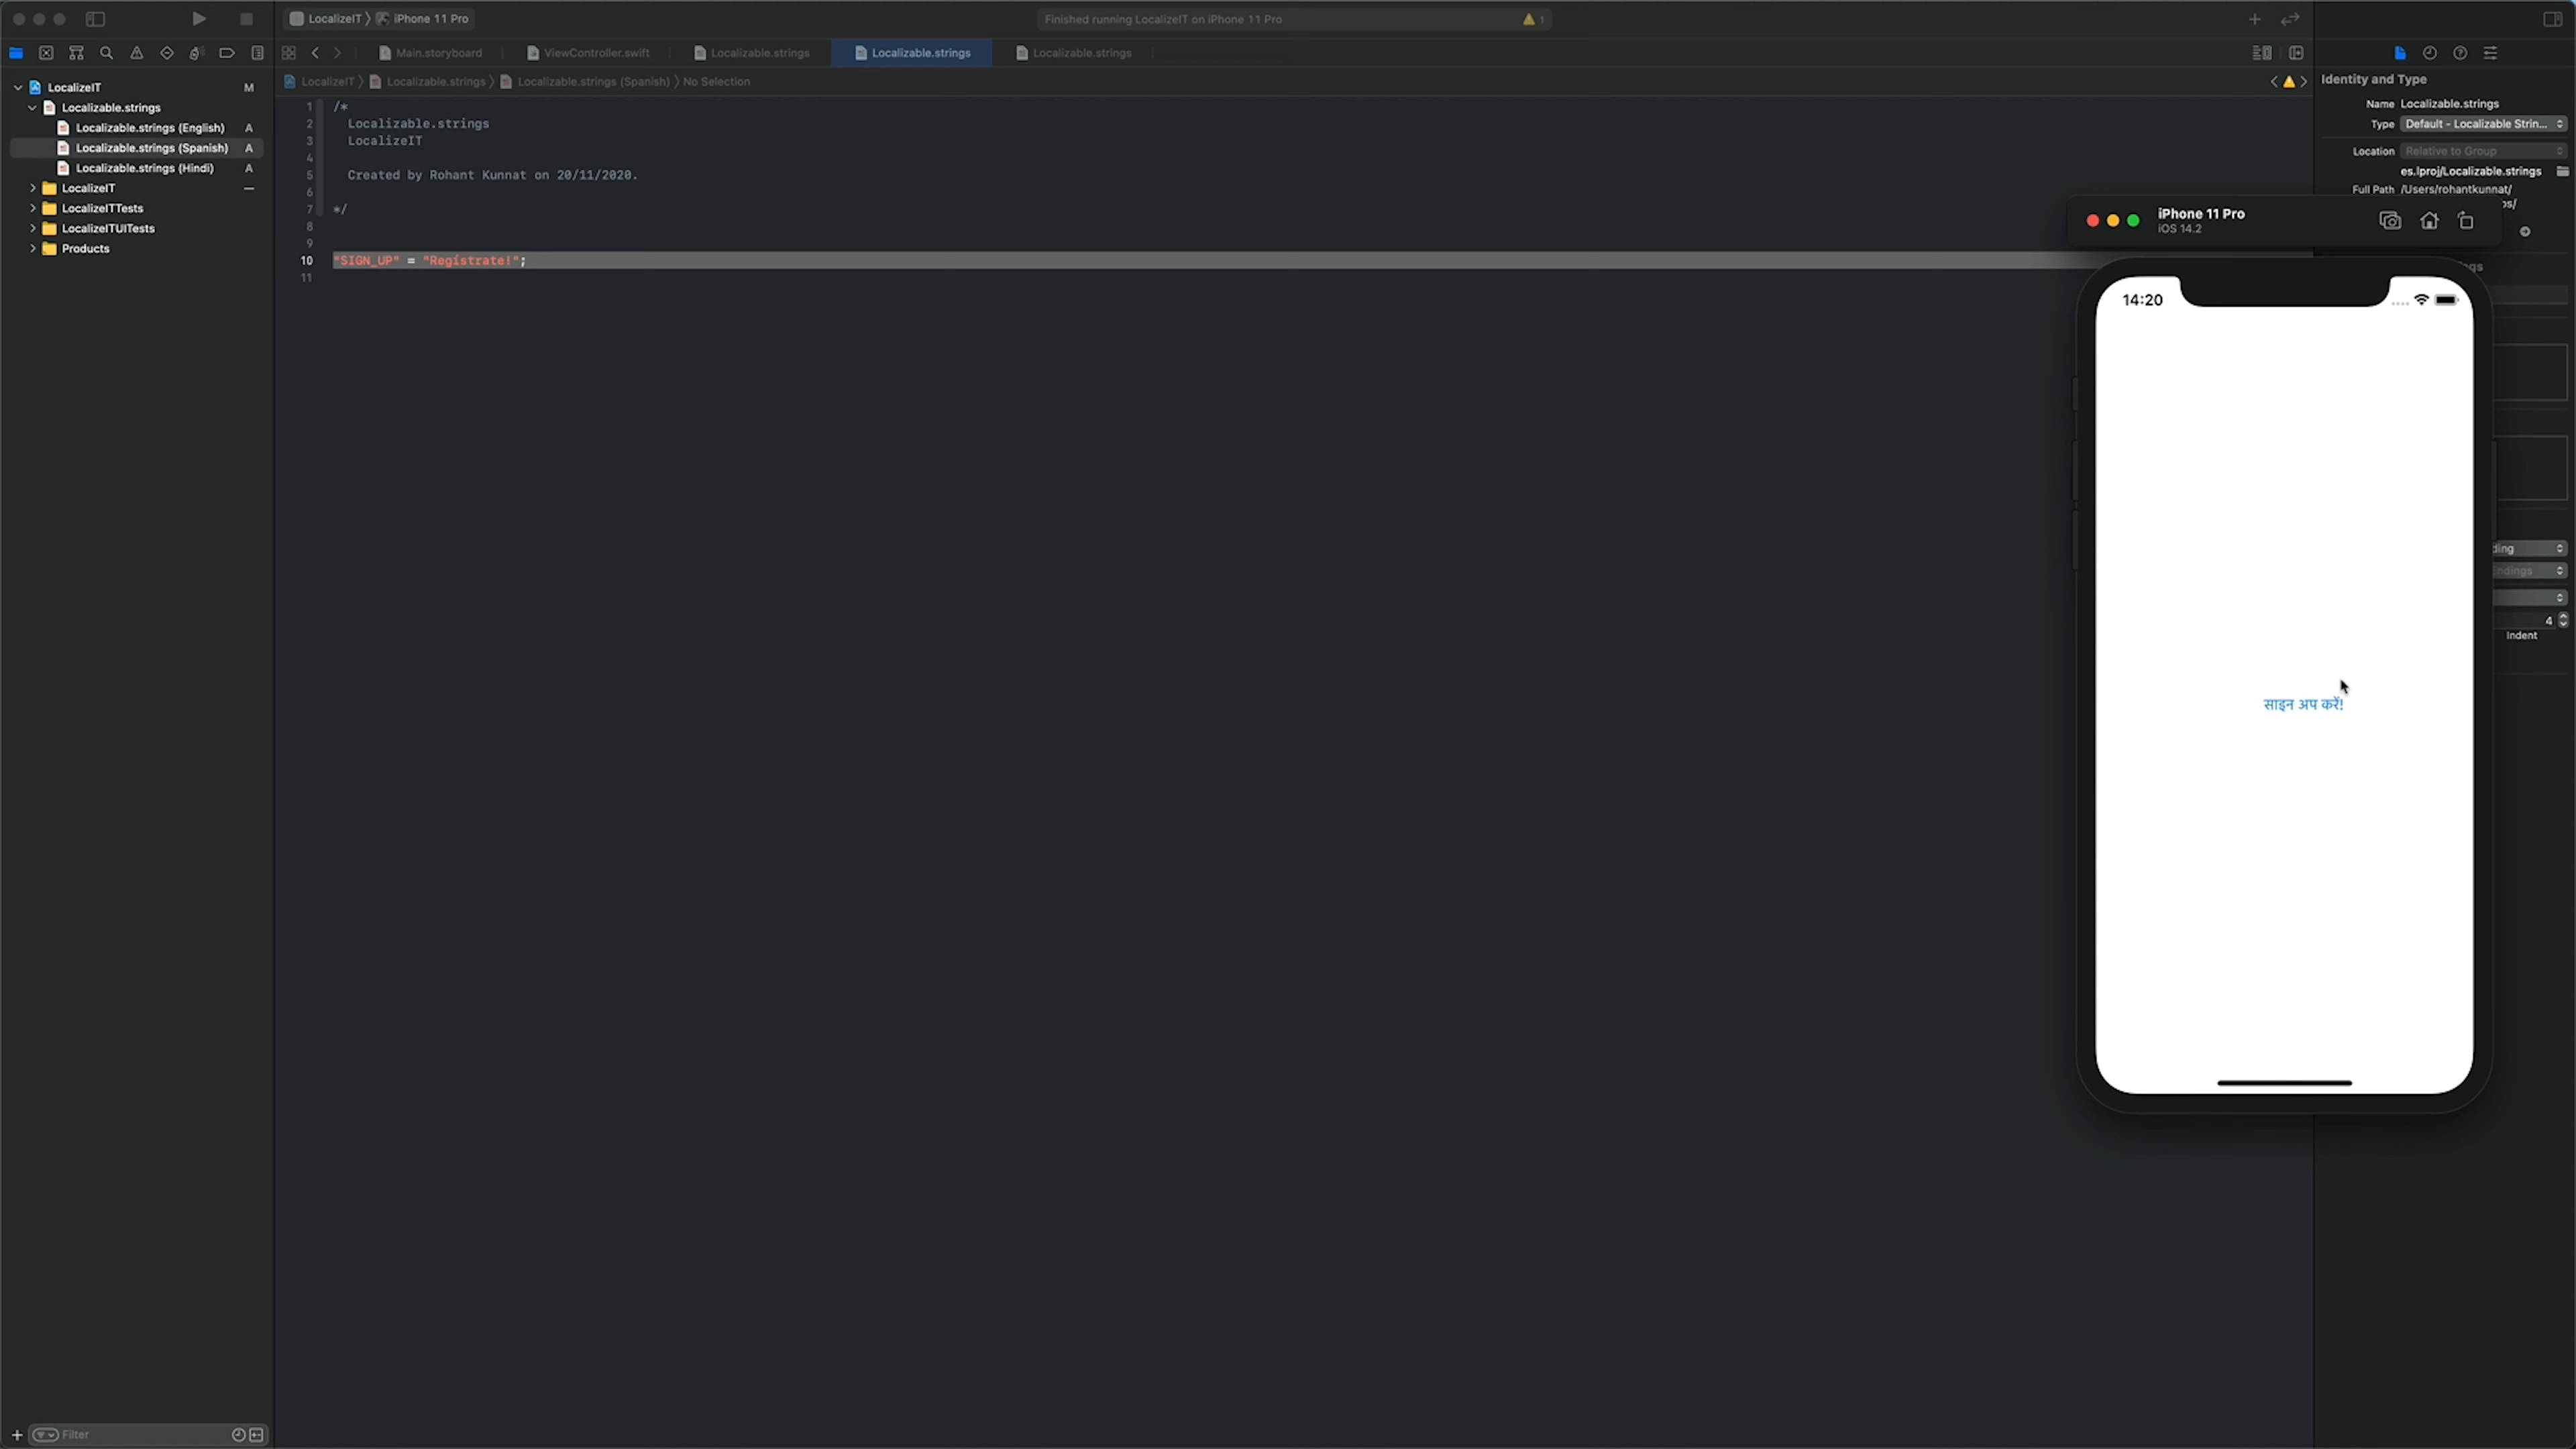 LocalizeIT
iPhone 11 Pro
Finished running LocalizeIT on iPhone 11 Pro
1
Main.storyboard
ViewController.swift
Localizable.strings
Localizable.strings
Localizable.strings
LocalizeIT
Localizable.strings
Localizable.strings (Spanish)
No Selection
LocalizeIT
M
Localizable.strings
Localizable.strings (English)
A
Localizable.strings (Spanish)
A
Localizable.strings (Hindi)
A
LocalizeIT
LocalizeITTests
LocalizeITUITests
Products
1 /*
2 Localizable.strings
3 LocalizeIT
4
5 Created by Rohant Kunnat on 20/11/2020.
6
7 */
8
9
10 "SIGN_UP" = "Regístrate!";
11
Identity and Type
Name Localizable.strings
Type Default - Localizable Strin...
Location Relative to Group
es.lproj/Localizable.strings
Full Path /Users/rohantkunnat/
iPhone 11 Pro
iOS 14.2
14:20
साइन अप करें!
4
Indent
Filter